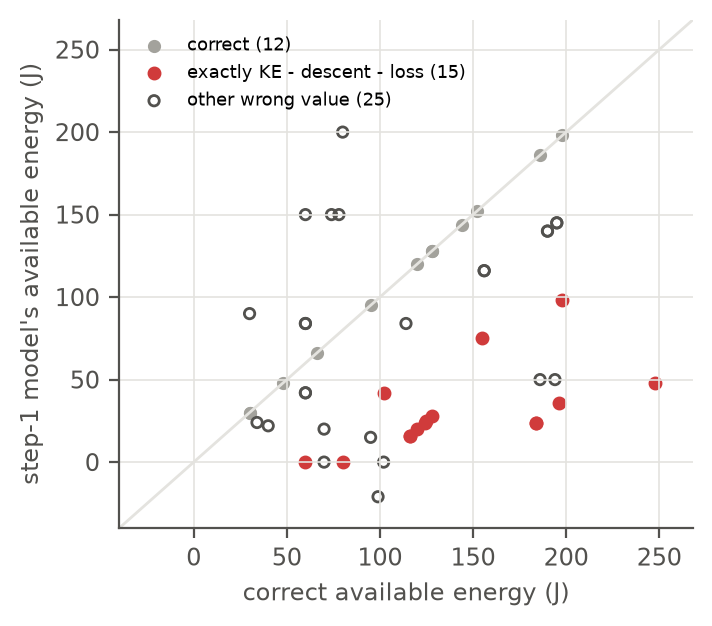 correct (12)
exactly KE - descent - loss (15)
other wrong value (25)
step-1 model's available energy (J)
250
200
150
100
50
0
0 50 100 150 200 250
correct available energy (J)